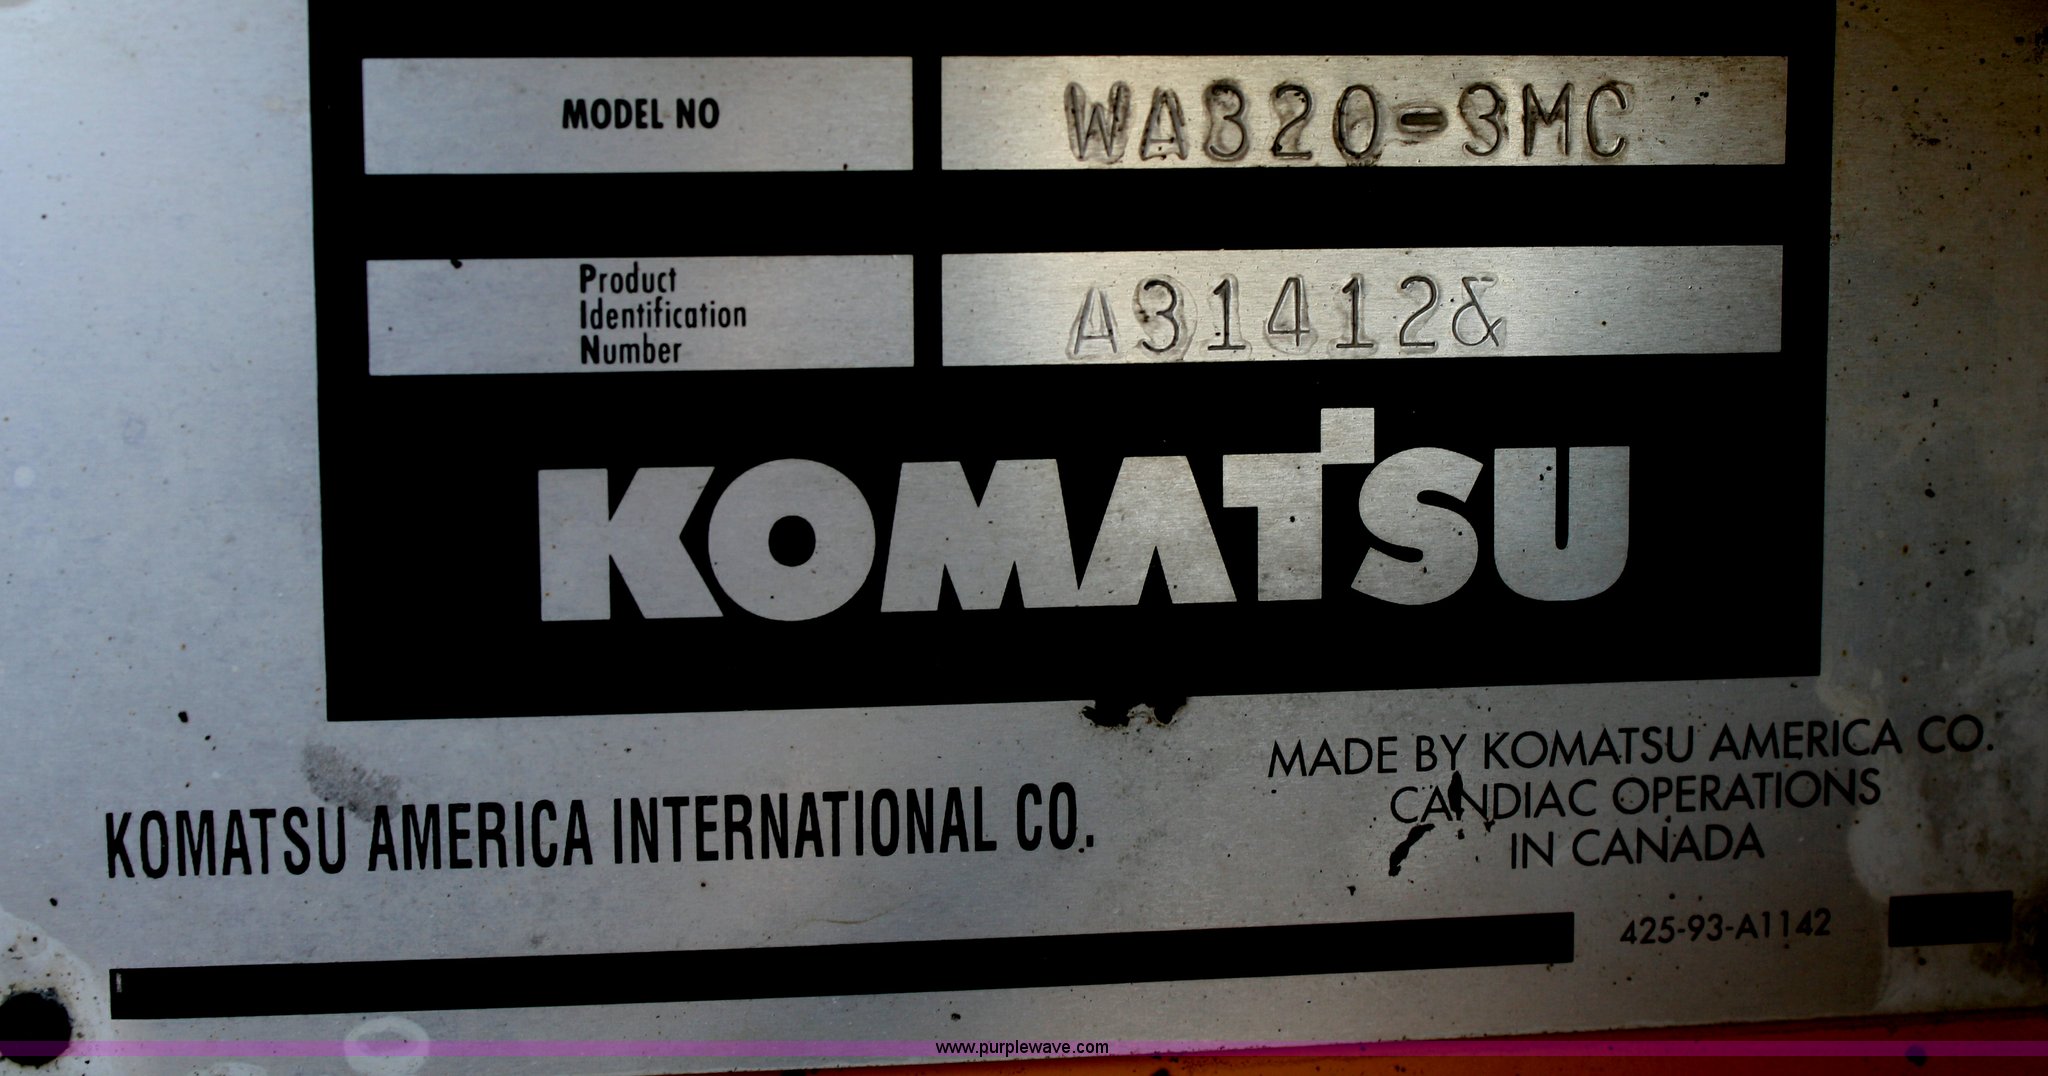 MODEL NO WA320-3MC
Product
Identification
Number
A31412&
KOMATSU
KOMATSU AMERICA INTERNATIONAL CO.
MADE BY KOMATSU AMERICA CO.
CANDIAC OPERATIONS
IN CANADA
425-93-A1142
www.purplewave.com